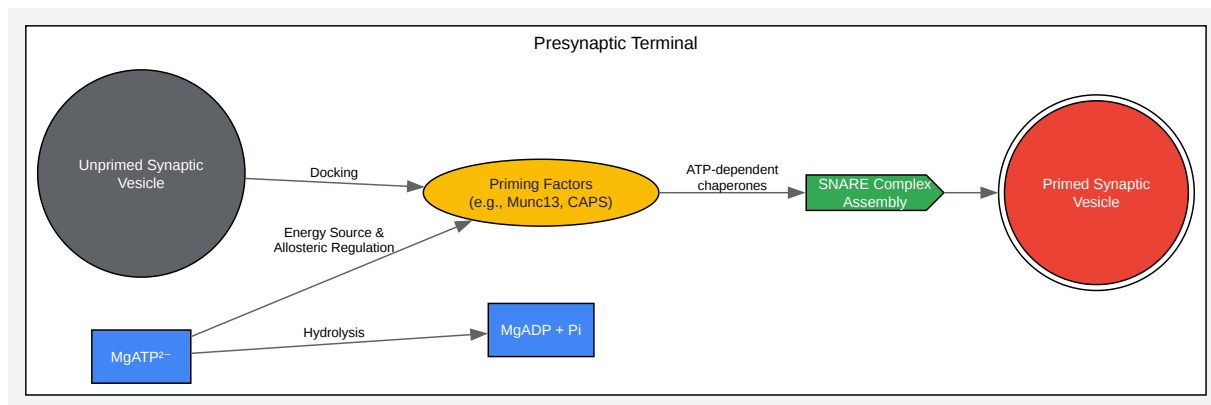 Presynaptic Terminal
Unprimed Synaptic
Vesicle
Docking
Priming Factors
(e.g., Munc13, CAPS)
ATP-dependent
chaperones
SNARE Complex
Assembly
Primed Synaptic
Vesicle
Energy Source &
Allosteric Regulation
Hydrolysis
MgATP²⁻
MgADP + Pi